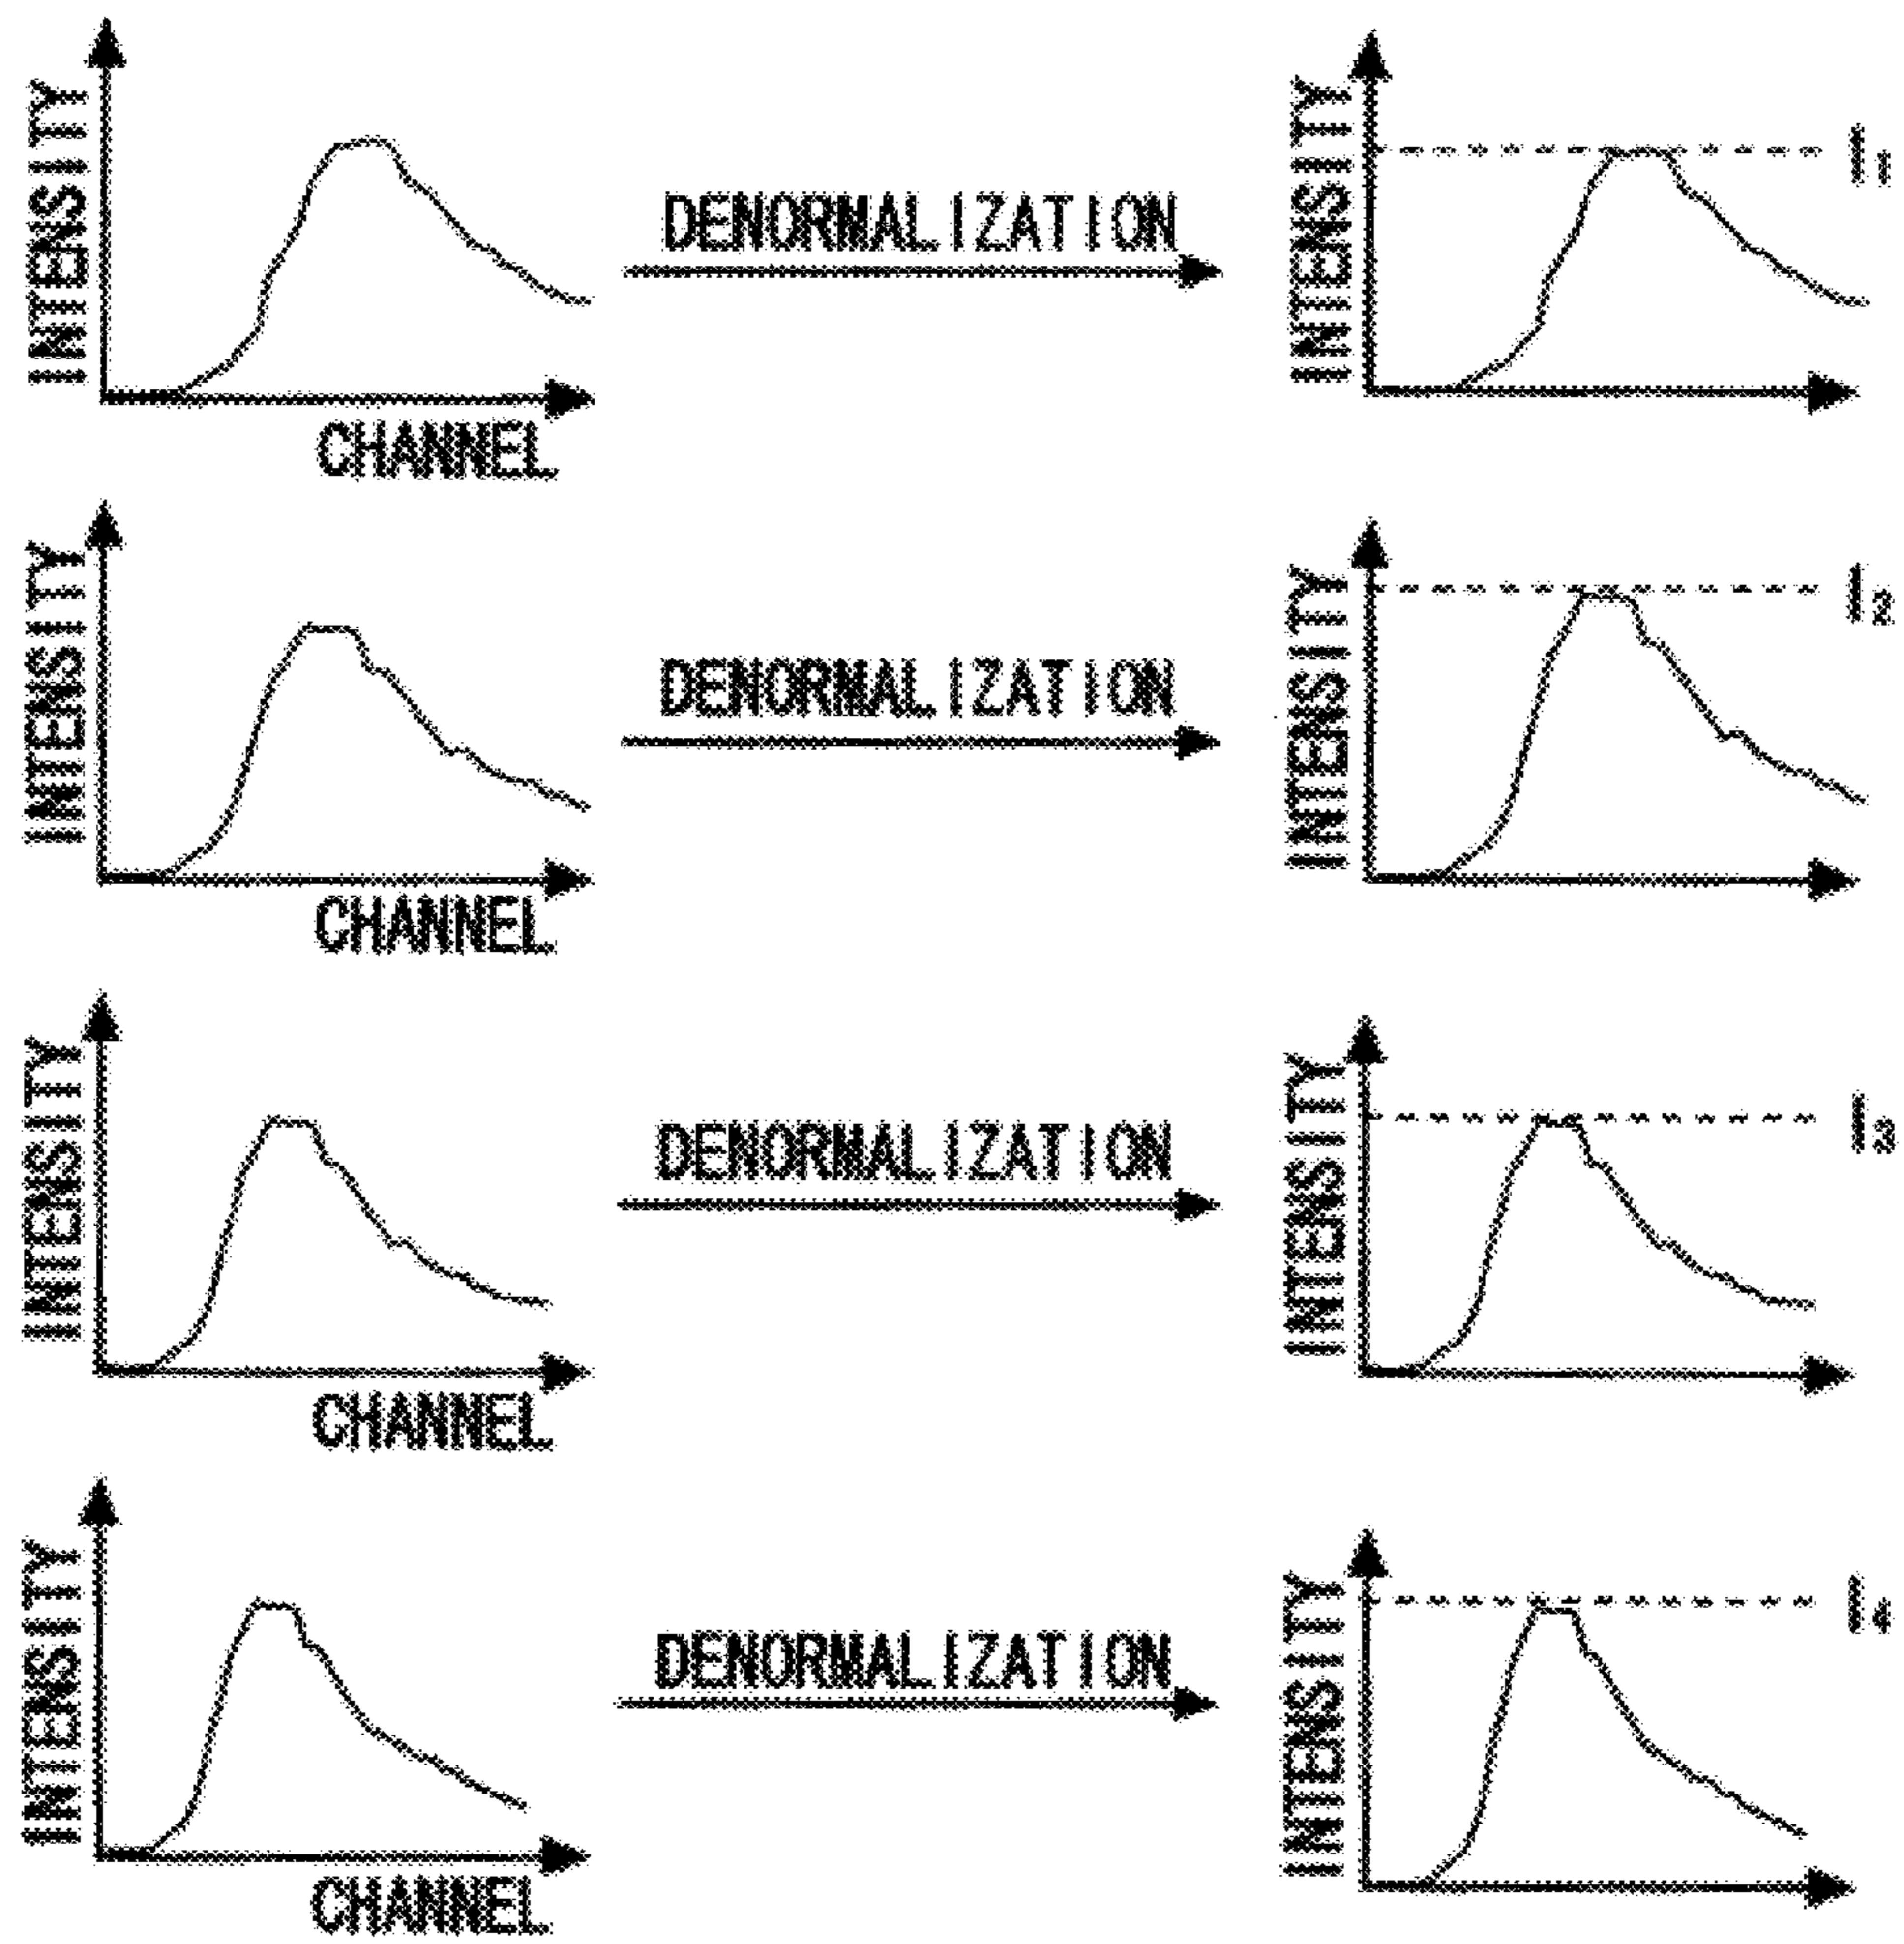 INTENSITY
DENORMALIZATION
INTENSITY
I1
CHANNEL
INTENSITY
DENORMALIZATION
INTENSITY
I2
CHANNEL
INTENSITY
DENORMALIZATION
INTENSITY
I3
CHANNEL
INTENSITY
DENORMALIZATION
INTENSITY
I4
CHANNEL